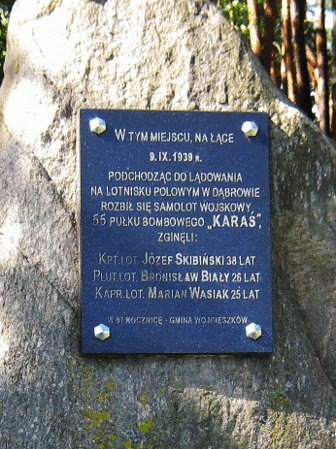 W TYM MIEJSCU, NA ŁĄCE
9. IX. 1939 R.
PODCHODZĄC DO LĄDOWANIA
NA LOTNISKU POLOWYM W DĄBROWIE
ROZBIŁ SIĘ SAMOLOT WOJSKOWY,
55 PUŁKU BOMBOWEGO „KARAŚ”,
ZGINĘLI:
KPT. LOT. JÓZEF SKIBIŃSKI 38 LAT
PLUT. LOT. BRONISŁAW BIAŁY 26 LAT
KAPR. LOT. MARIAN WASIAK 25 LAT
W 67 ROCZNICĘ - GMINA WOJCIESZKÓW